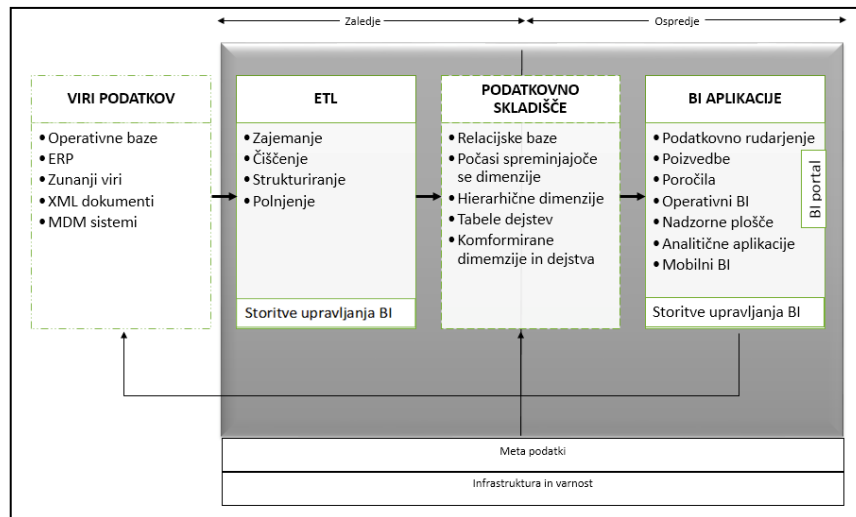 Zaledje
Ospredje
VIRI PODATKOV
•Operativne baze
•ERP
•Zunanji viri
•XML dokumenti
•MDM sistemi
ETL
•Zajemanje
•Čiščenje
•Strukturiranje
•Polnjenje
Storitve upravljanja BI
PODATKOVNO
SKLADIŠČE
•Relacijske baze
•Počasi spreminjajoče
se dimenzije
•Hierarhične dimenzije
•Tabele dejstev
•Komformirane
dimemzije in dejstva
BI APLIKACIJE
•Podatkovno rudarjenje
•Poizvedbe
•Poročila
•Operativni BI
•Nadzorne plošče
•Analitične aplikacije
•Mobilni BI
BI portal
Storitve upravljanja BI
Meta podatki
Infrastruktura in varnost